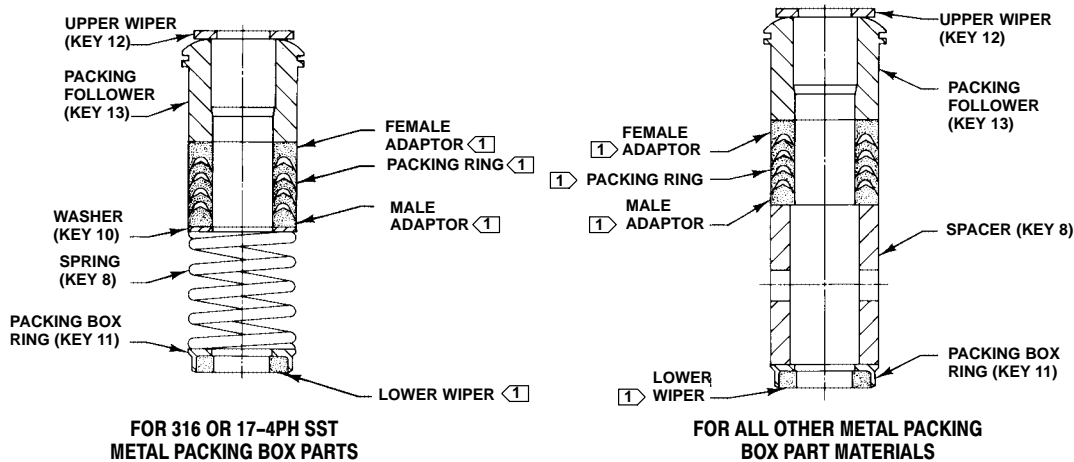 UPPER WIPER
(KEY 12)
PACKING
FOLLOWER
(KEY 13)
FEMALE
ADAPTOR 1
PACKING RING 1
MALE
ADAPTOR 1
WASHER
(KEY 10)
SPRING
(KEY 8)
PACKING BOX
RING (KEY 11)
LOWER WIPER 1
FOR 316 OR 17-4PH SST
METAL PACKING BOX PARTS
UPPER WIPER
(KEY 12)
PACKING
FOLLOWER
(KEY 13)
FEMALE
1 ADAPTOR
1 PACKING RING
MALE
1 ADAPTOR
SPACER (KEY 8)
PACKING BOX
RING (KEY 11)
LOWER
1 WIPER
FOR ALL OTHER METAL PACKING
BOX PART MATERIALS